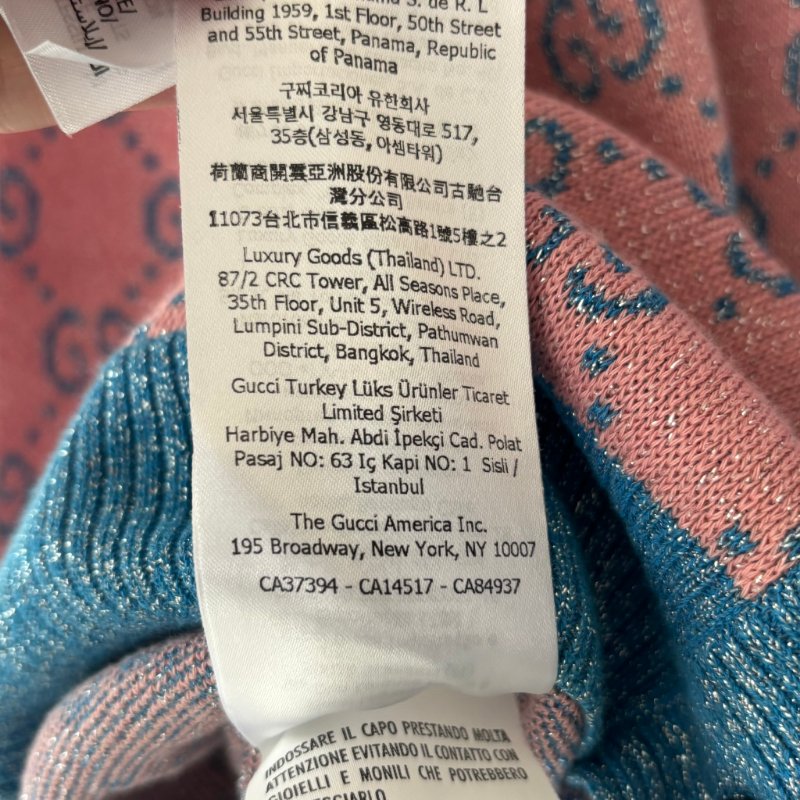 NO/
S. de R. L
Building 1959, 1st Floor, 50th Street
and 55th Street, Panama, Republic
of Panama
구찌코리아 유한회사
서울특별시 강남구 영동대로 517,
35층(삼성동, 아셈타워)
荷蘭商開雲亞洲股份有限公司古馳台
灣分公司
11073台北市信義區松高路1號5樓之2
Luxury Goods (Thailand) LTD.
87/2 CRC Tower, All Seasons Place,
35th Floor, Unit 5, Wireless Road,
Lumpini Sub-District, Pathumwan
District, Bangkok, Thailand
Gucci Turkey Lüks Ürünler Ticaret
Limited Şirketi
Harbiye Mah. Abdi İpekçi Cad. Polat
Pasaj NO: 63 Iç Kapi NO: 1 Sisli /
Istanbul
The Gucci America Inc.
195 Broadway, New York, NY 10007
CA37394 - CA14517 - CA84937
INDOSSARE IL CAPO PRESTANDO MOLTA
ATTENZIONE EVITANDO IL CONTATTO CON
GIOIELLI E MONILI CHE POTREBBERO